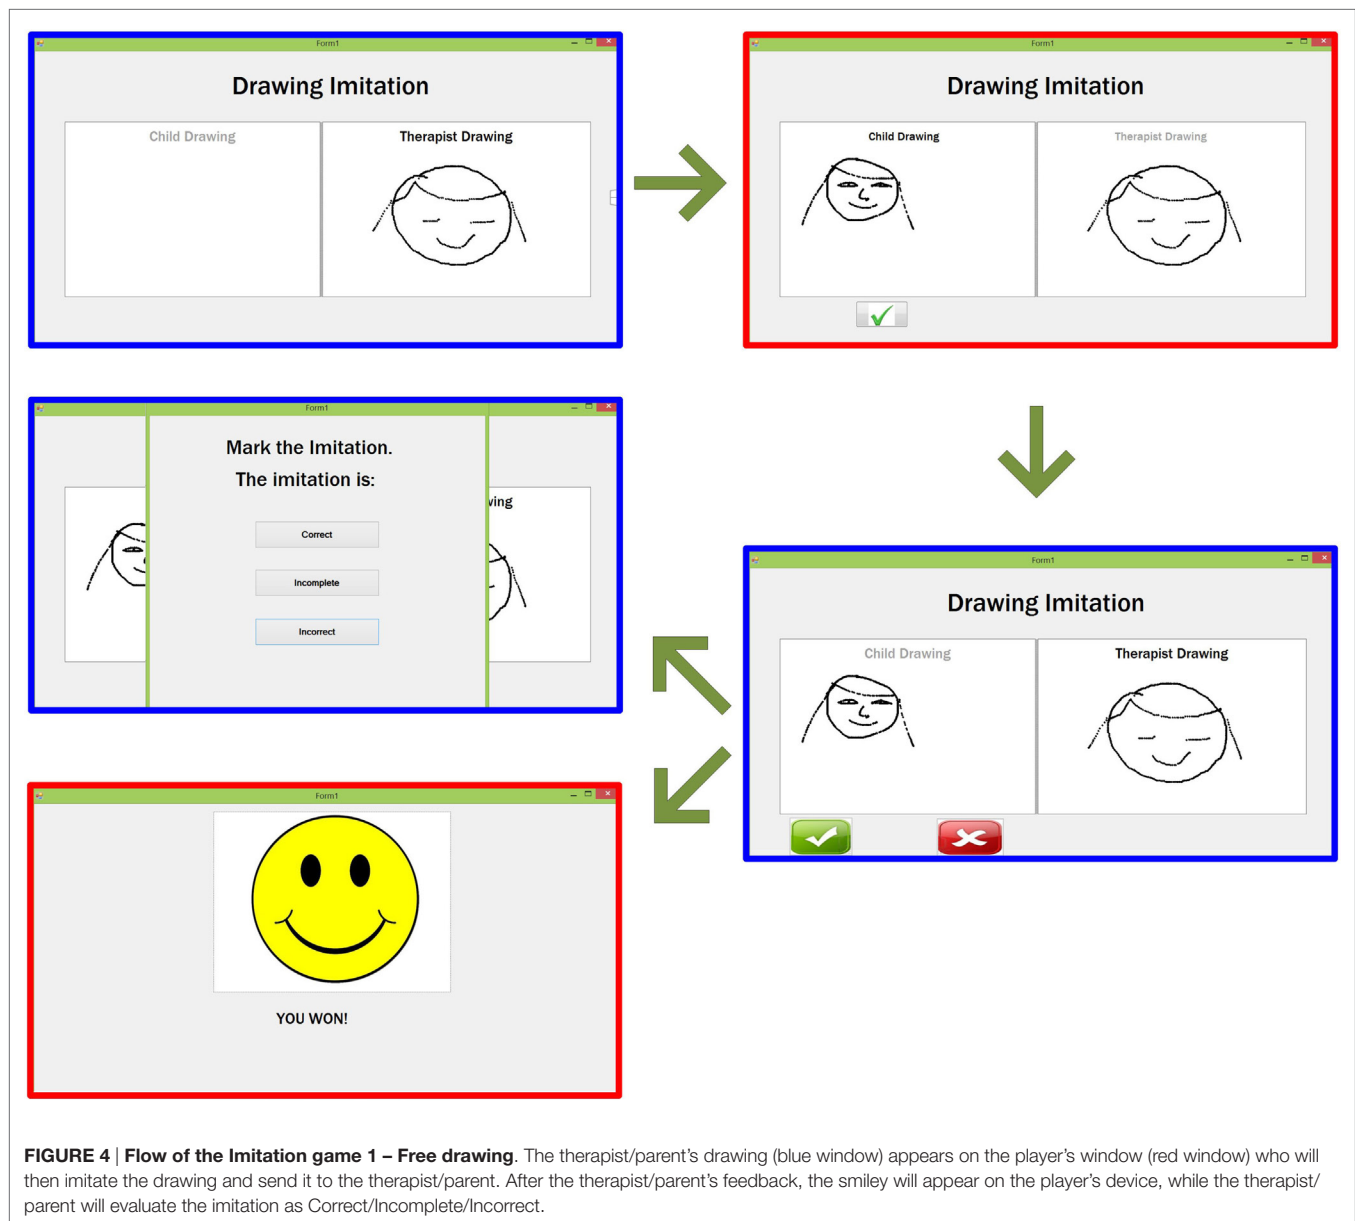 Form1
Drawing Imitation
Child Drawing
Therapist Drawing
Form1
Drawing Imitation
Child Drawing
Therapist Drawing
Form1
Mark the Imitation.
The imitation is:
wing
Correct
Incomplete
Incorrect
Form1
Drawing Imitation
Child Drawing
Therapist Drawing
Form1
YOU WON!
FIGURE 4 | Flow of the Imitation game 1 – Free drawing. The therapist/parent’s drawing (blue window) appears on the player’s window (red window) who will
then imitate the drawing and send it to the therapist/parent. After the therapist/parent’s feedback, the smiley will appear on the player’s device, while the therapist/
parent will evaluate the imitation as Correct/Incomplete/Incorrect.